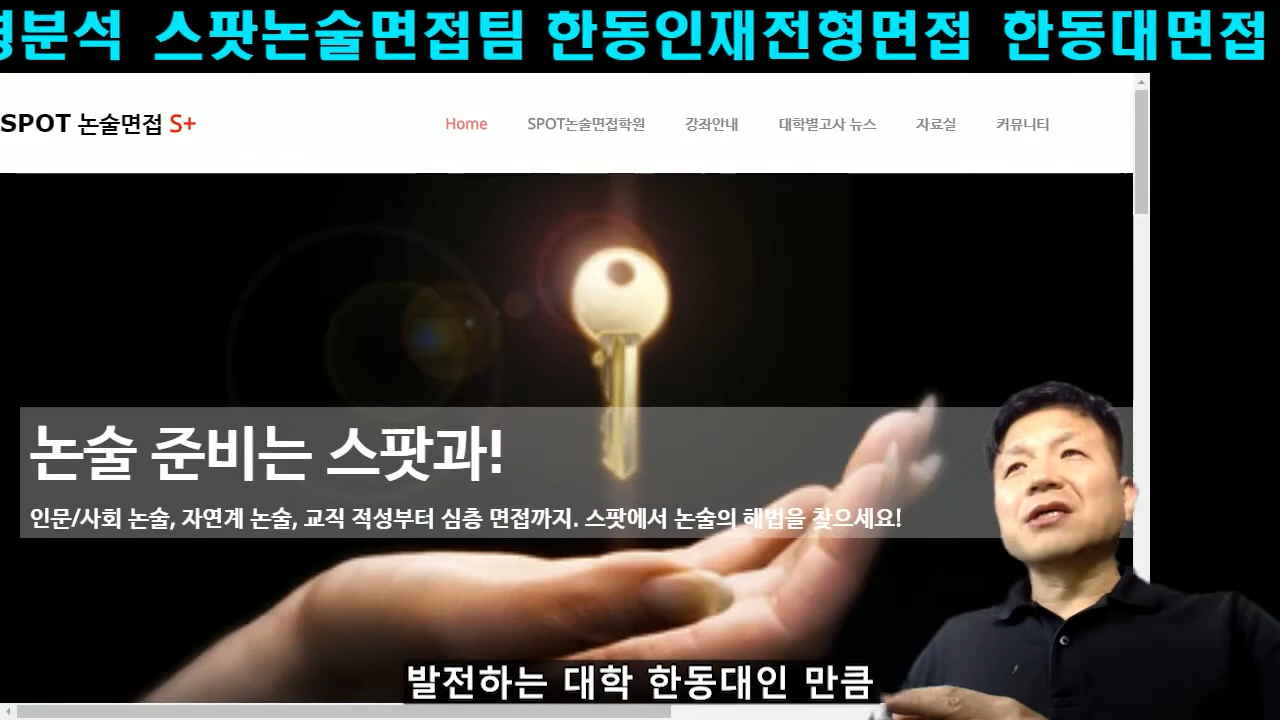 형분석 스팟논술면접팀 한동인재전형면접 한동대면접
SPOT 논술면접 S+
Home SPOT논술면접학원 강좌안내 대학별고사 뉴스 자료실 커뮤니티
논술 준비는 스팟과!
인문/사회 논술, 자연계 논술, 교직 적성부터 심층 면접까지. 스팟에서 논술의 해법을 찾으세요!
발전하는 대학 한동대인 만큼